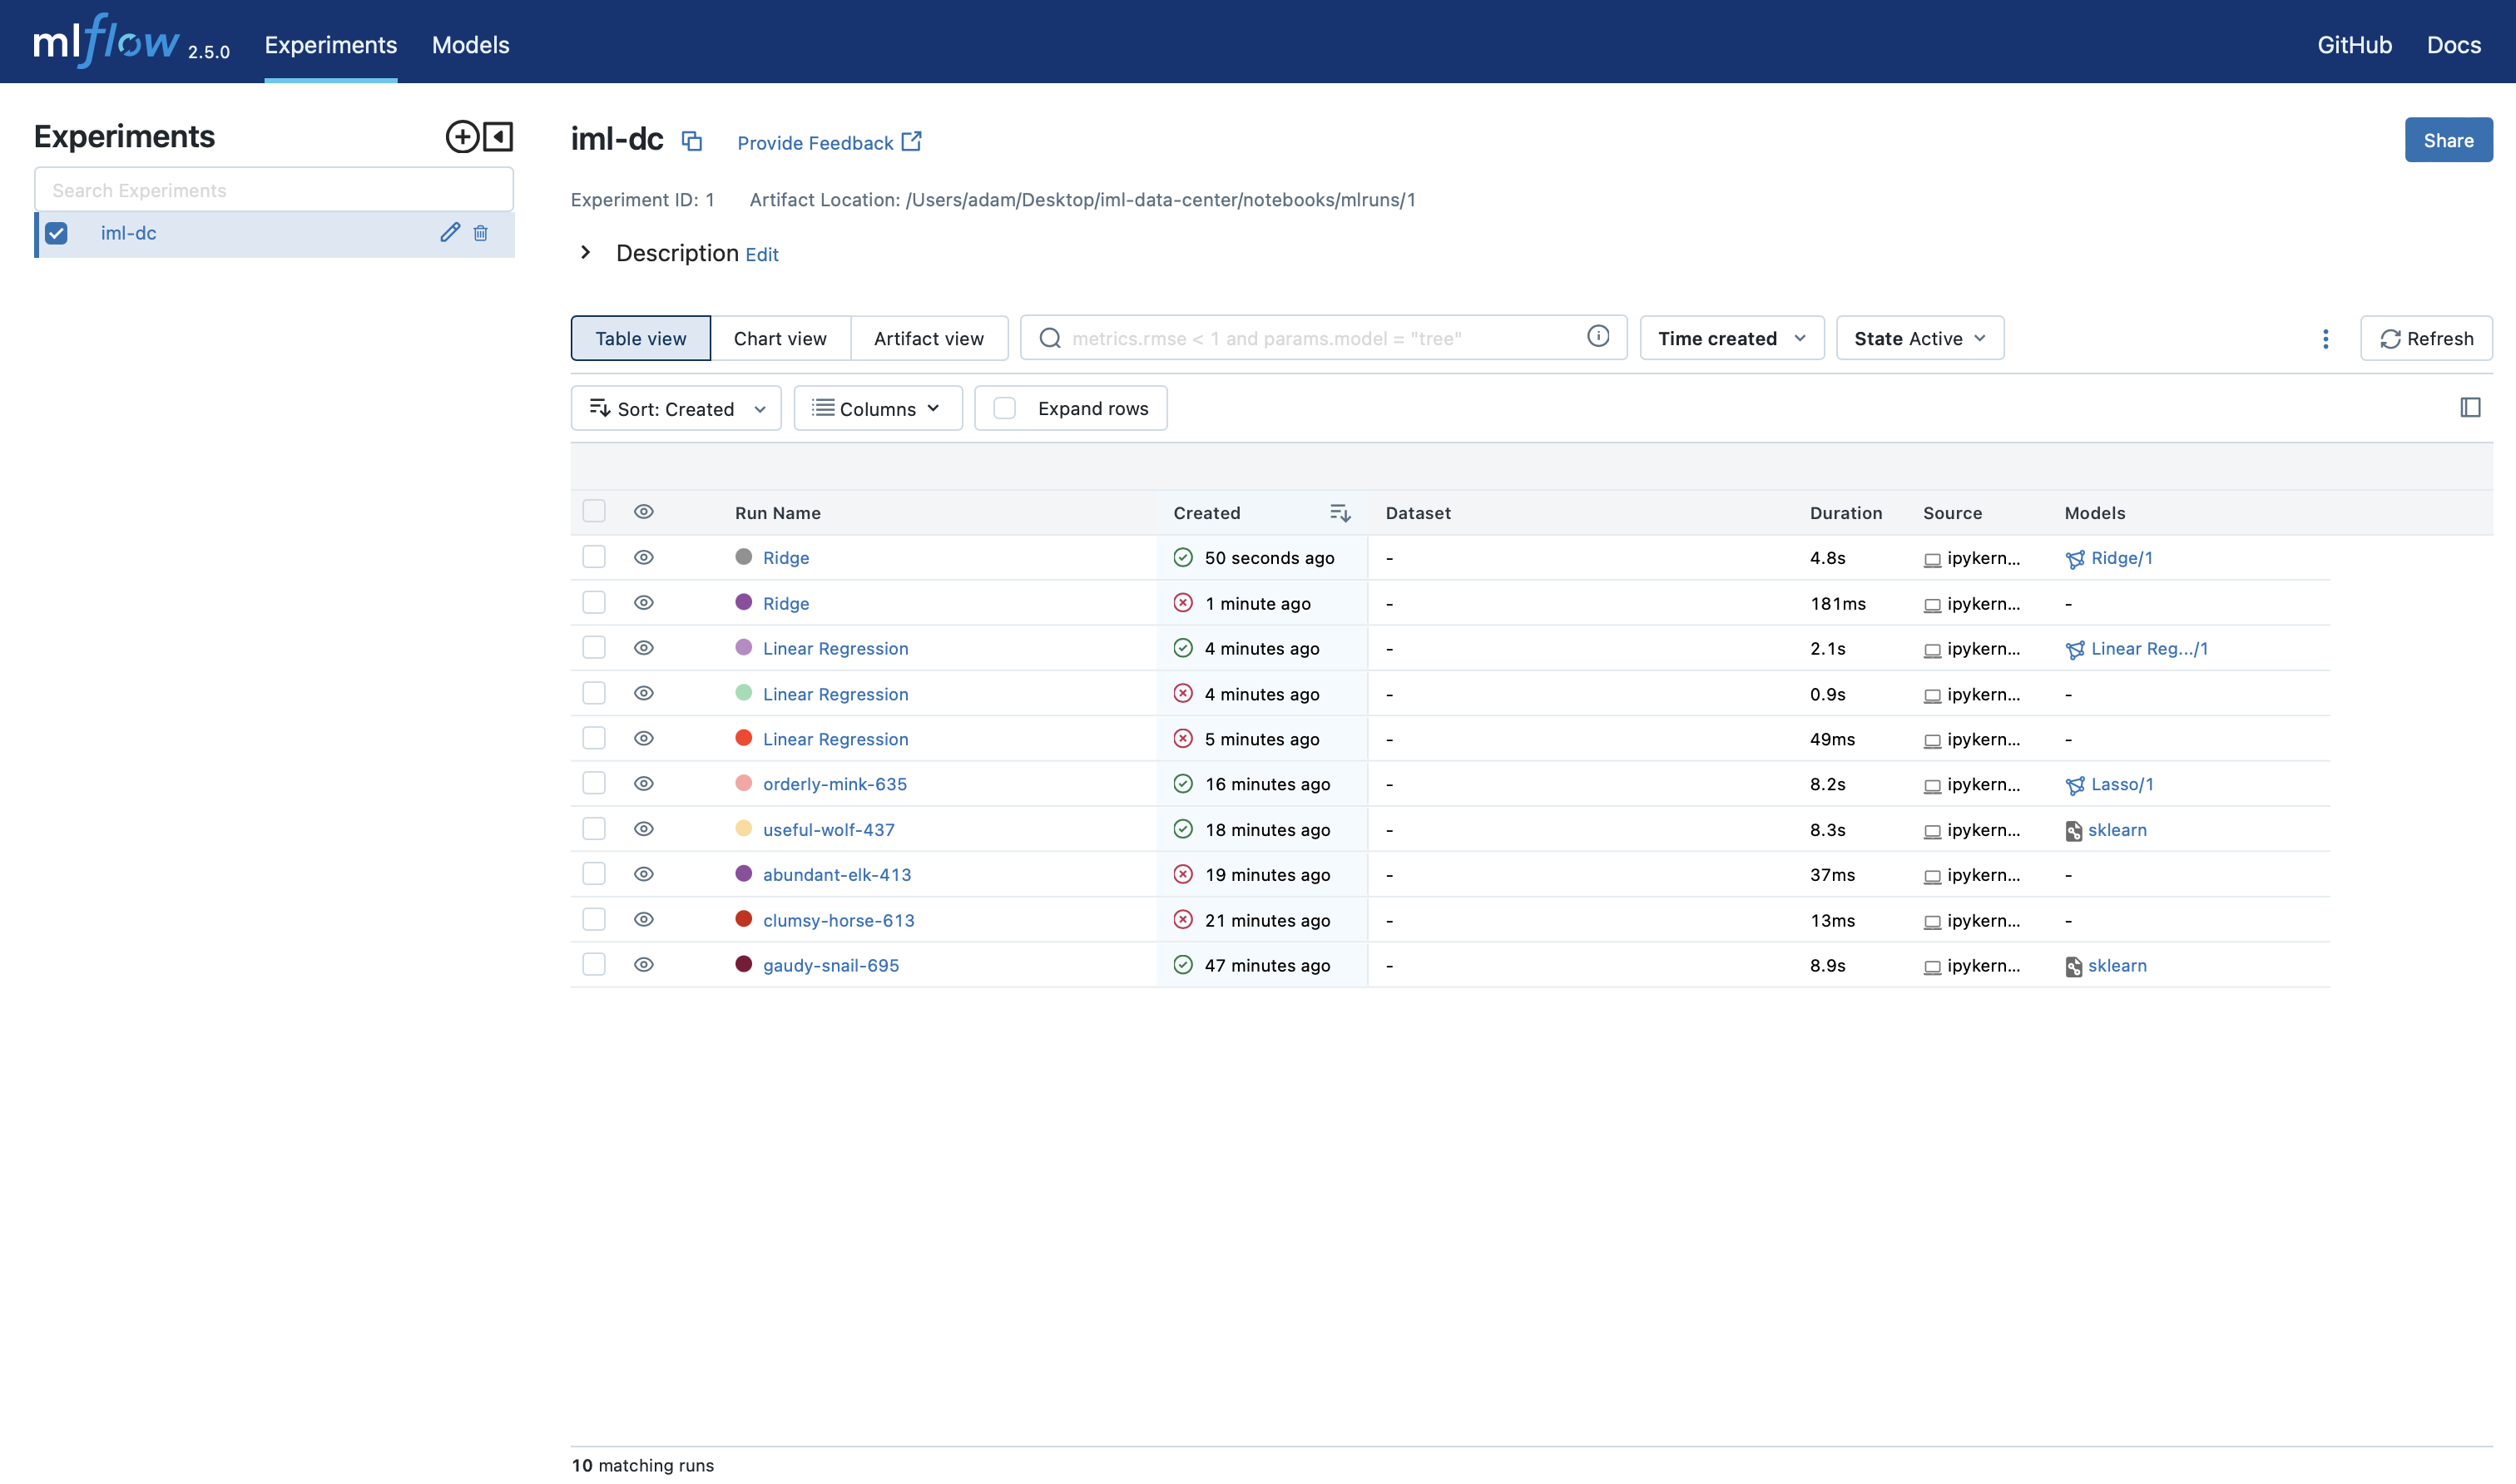 mlflow 2.5.0 Experiments Models GitHub Docs
Experiments
Search Experiments
iml-dc
iml-dc Provide Feedback Share
Experiment ID: 1 Artifact Location: /Users/adam/Desktop/iml-data-center/notebooks/mlruns/1
Description Edit
Table view Chart view Artifact view metrics.rmse < 1 and params.model = "tree" Time created State Active Refresh
Sort: Created Columns Expand rows
Run Name Created Dataset Duration Source Models
Ridge 50 seconds ago - 4.8s ipykern... Ridge/1
Ridge 1 minute ago - 181ms ipykern... -
Linear Regression 4 minutes ago - 2.1s ipykern... Linear Reg.../1
Linear Regression 4 minutes ago - 0.9s ipykern... -
Linear Regression 5 minutes ago - 49ms ipykern... -
orderly-mink-635 16 minutes ago - 8.2s ipykern... Lasso/1
useful-wolf-437 18 minutes ago - 8.3s ipykern... sklearn
abundant-elk-413 19 minutes ago - 37ms ipykern... -
clumsy-horse-613 21 minutes ago - 13ms ipykern... -
gaudy-snail-695 47 minutes ago - 8.9s ipykern... sklearn
10 matching runs